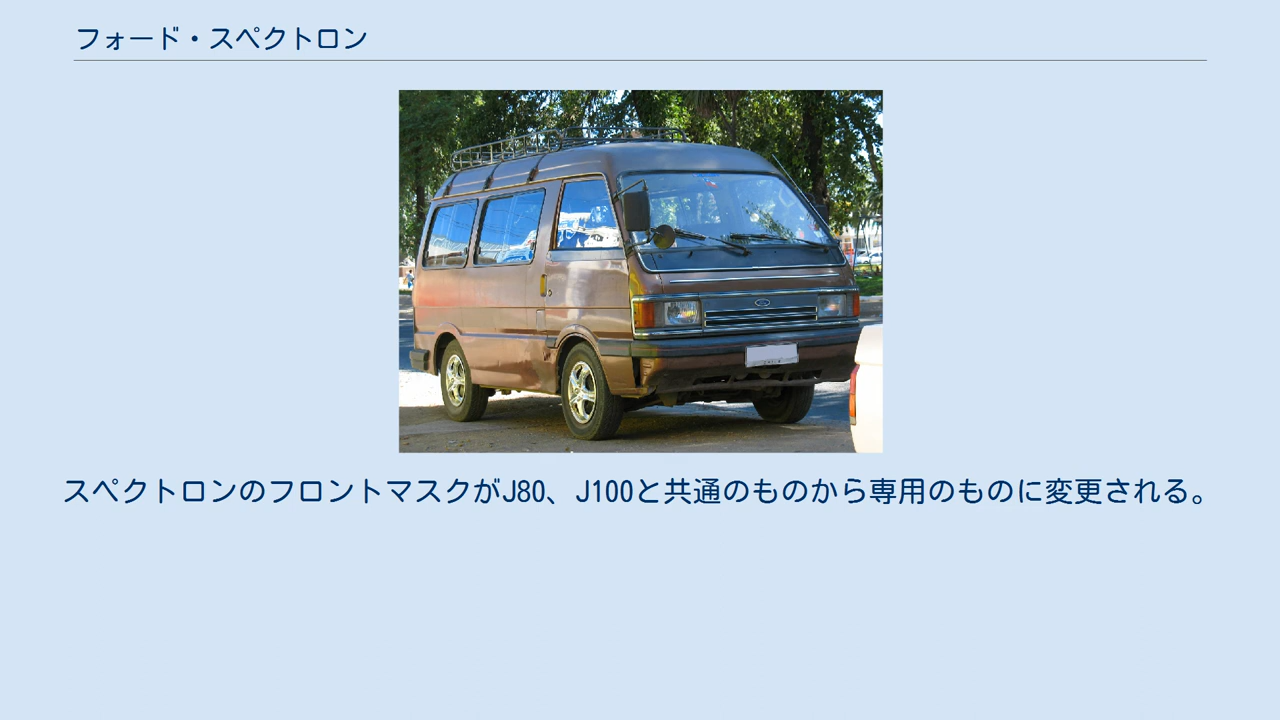 フォード・スペクトロン
スペクトロンのフロントマスクがJ80、J100と共通のものから専用のものに変更される。